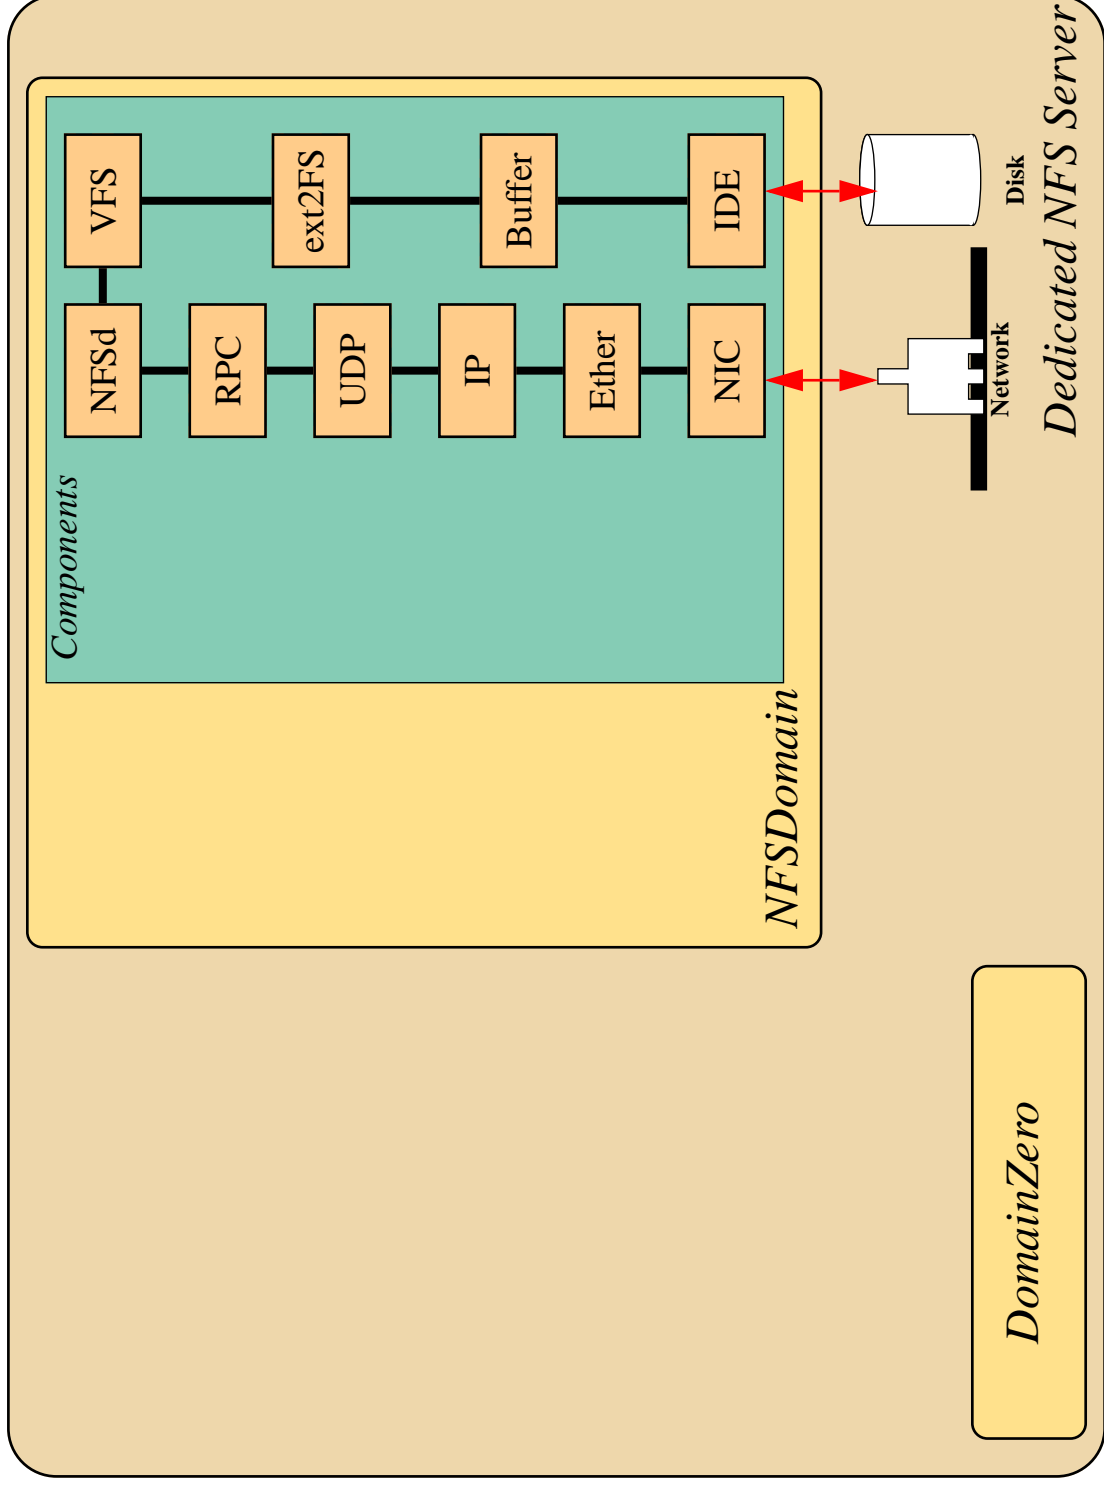 Components
NFSd
VFS
RPC
ext2FS
UDP
IP
Buffer
Ether
NIC
IDE
NFSDomain
Network
Disk
DomainZero
Dedicated NFS Server